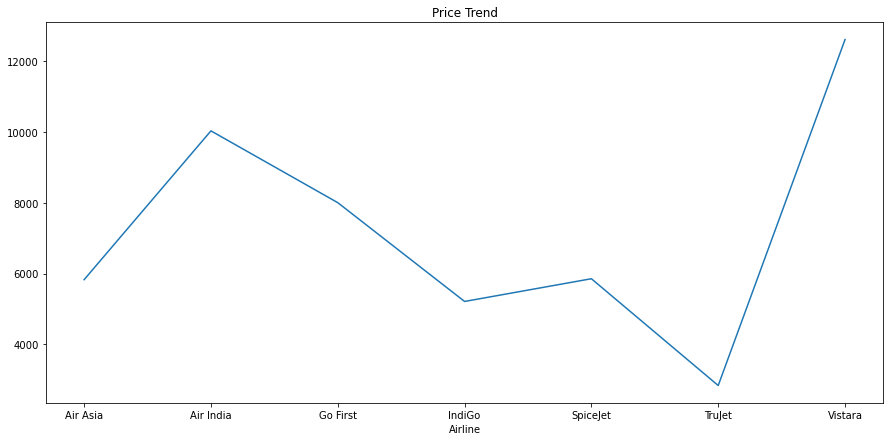 Price Trend
12000
10000
8000
6000
4000
Air Asia Air India Go First IndiGo SpiceJet TruJet Vistara
Airline